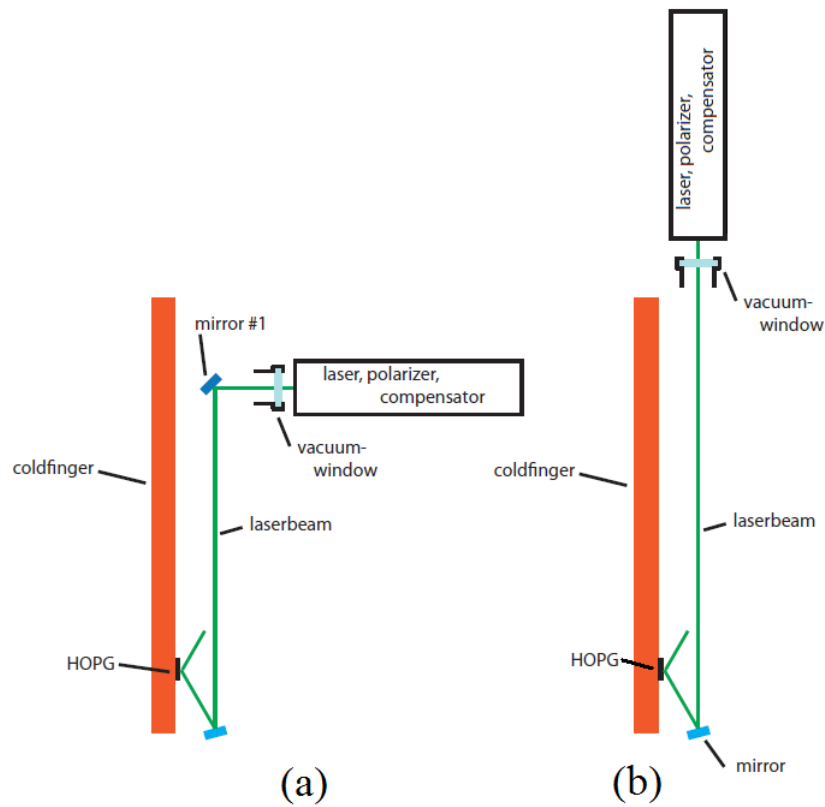 mirror #1
laser, polarizer,
compensator
vacuum-
window
coldfinger
laserbeam
HOPG
(a)
laser, polarizer,
compensator
vacuum-
window
coldfinger
laserbeam
HOPG
mirror
(b)